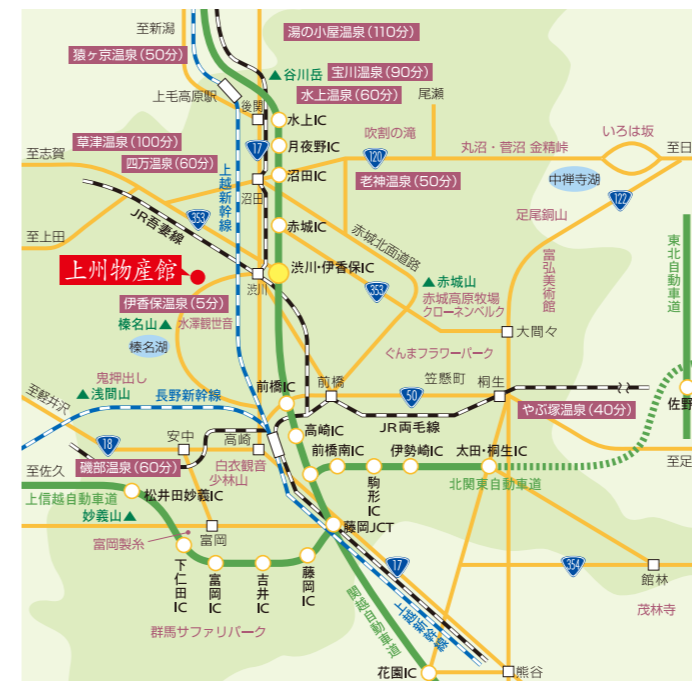 至新潟
湯の小屋温泉(110分)
猿ヶ京温泉(50分)
谷川岳
宝川温泉(90分)
水上温泉(60分)
上毛高原駅
後閑
尾瀬
水上IC
草津温泉(100分)
17
月夜野IC
吹割の滝
いろは坂
至志賀
四万温泉(60分)
沼田IC
120
丸沼・菅沼 金精峠
至日
上越新幹線
沼田
老神温泉(50分)
中禅寺湖
122
JR吾妻線
353
赤城IC
足尾銅山
至上田
赤城北面道路
東北自動車道
上州物産館
渋川・伊香保IC
渋川
赤城山
富弘美術館
353
赤城高原牧場
クローネンベルク
伊香保温泉(5分)
榛名山
水澤観世音
大間々
榛名湖
ぐんまフラワーパーク
鬼押出し
前橋IC
前橋
笠懸町
桐生
至軽井沢
浅間山
長野新幹線
50
佐野
JR両毛線
やぶ塚温泉(40分)
18
安中
高崎
高崎IC
至佐久
磯部温泉(60分)
白衣観音
少林山
前橋南IC
伊勢崎IC
太田・桐生IC
至足
駒形IC
北関東自動車道
上信越自動車道
松井田妙義IC
妙義山
富岡製糸
富岡
藤岡JCT
下仁田IC
富岡IC
吉井IC
藤岡IC
17
354
館林
関越自動車道
上越新幹線
茂林寺
群馬サファリパーク
花園IC
熊谷